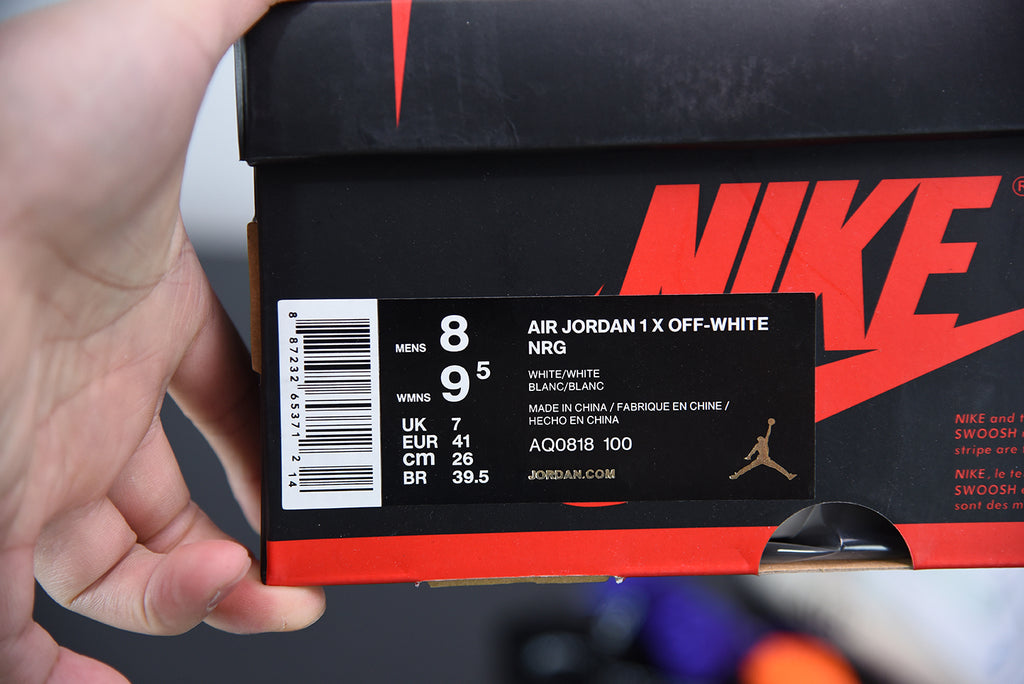 NIKE®
8 87232 65371 2 14
MENS 8
WMNS 9 5
UK 7
EUR 41
cm 26
BR 39.5
AIR JORDAN 1 X OFF-WHITE
NRG
WHITE/WHITE
BLANC/BLANC
MADE IN CHINA / FABRIQUE EN CHINE /
HECHO EN CHINA
AQ0818 100
JORDAN.COM
NIKE and
SWOOSH
stripe are
NIKE, le
SWOOSH
sont des